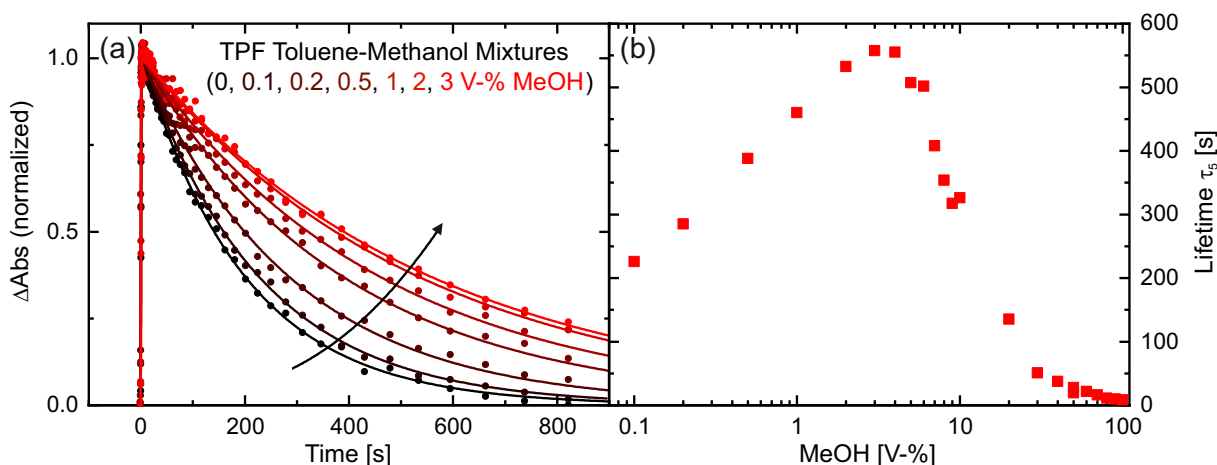 (a)
TPF Toluene-Methanol Mixtures
(0, 0.1, 0.2, 0.5, 1, 2, 3 V-% MeOH)
1.0
0.5
0.0
ΔAbs (normalized)
0 200 400 600 800
Time [s]
(b)
600
500
400
300
200
100
0
Lifetime τ5 [s]
0.1 1 10 100
MeOH [V-%]